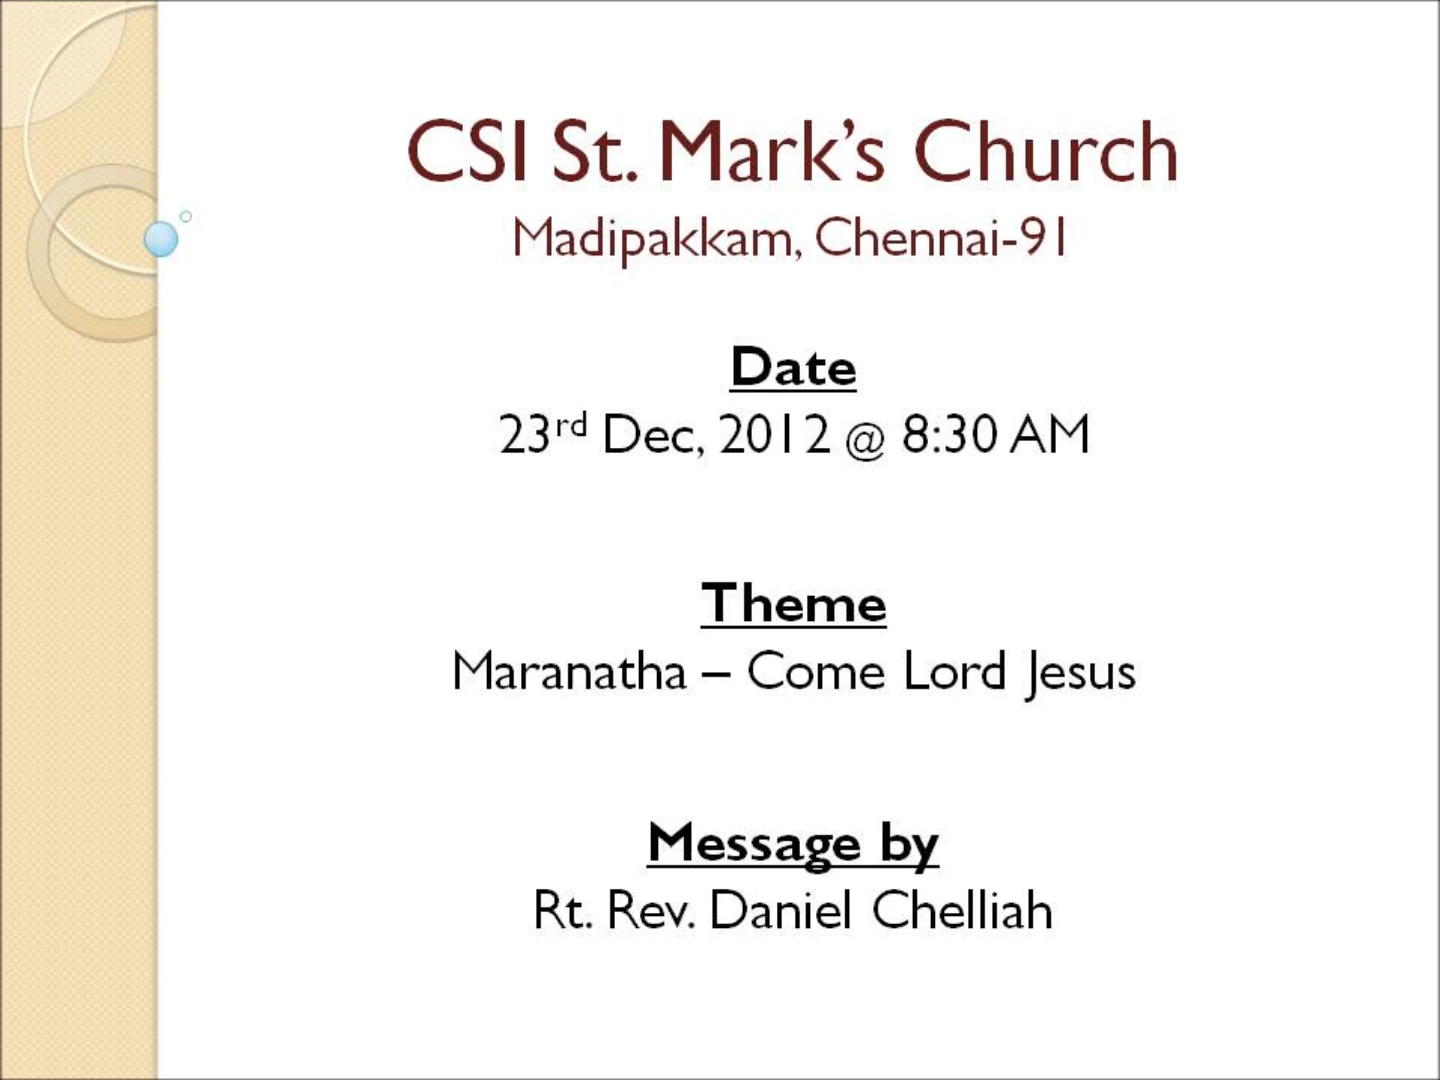 CSI St. Mark’s Church
Madipakkam, Chennai-91
Date
23rd Dec, 2012 @ 8:30 AM
Theme
Maranatha – Come Lord Jesus
Message by
Rt. Rev. Daniel Chelliah